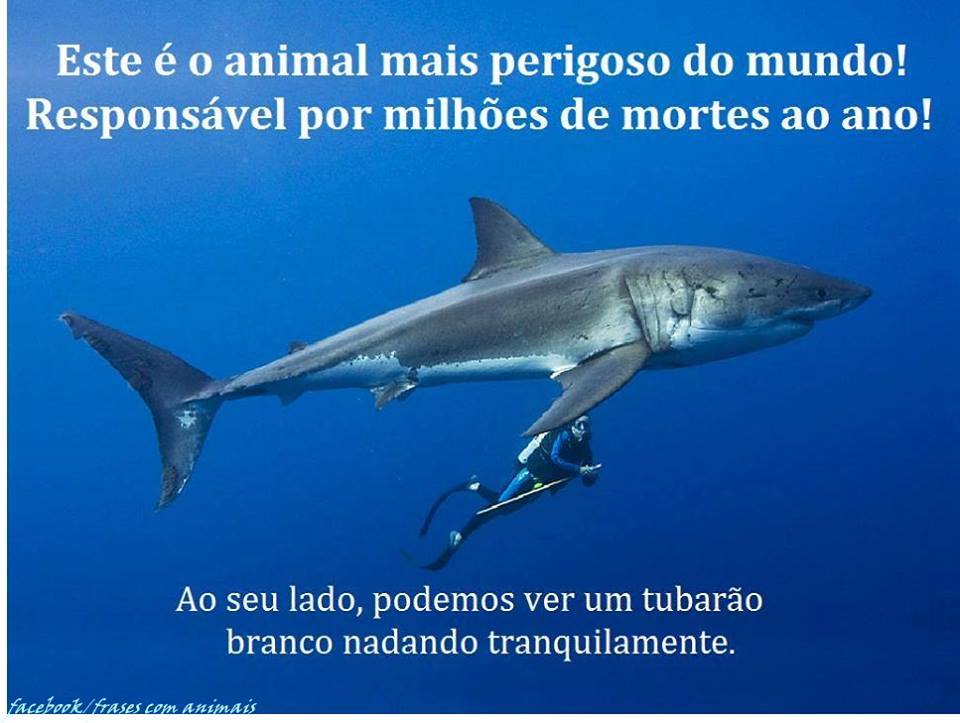 Este é o animal mais perigoso do mundo!
Responsável por milhões de mortes ao ano!
Ao seu lado, podemos ver um tubarão
branco nadando tranquilamente.
facebook/frases com animais